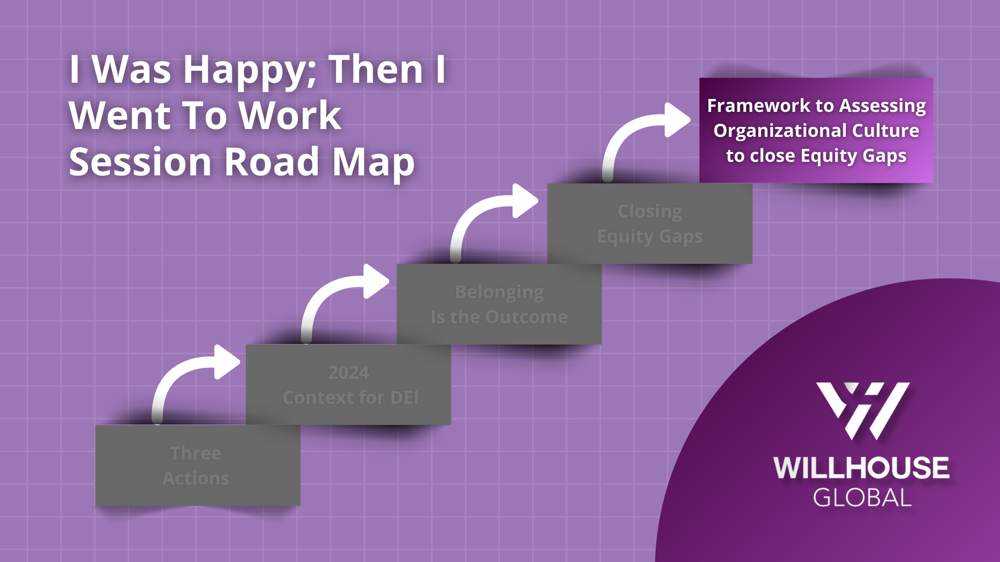 I Was Happy; Then I
Went To Work
Session Road Map
Framework to Assessing
Organizational Culture
to close Equity Gaps
Closing
Equity Gaps
Belonging
Is the Outcome
2024
Context for DEI
Three
Actions
WILLHOUSE
GLOBAL